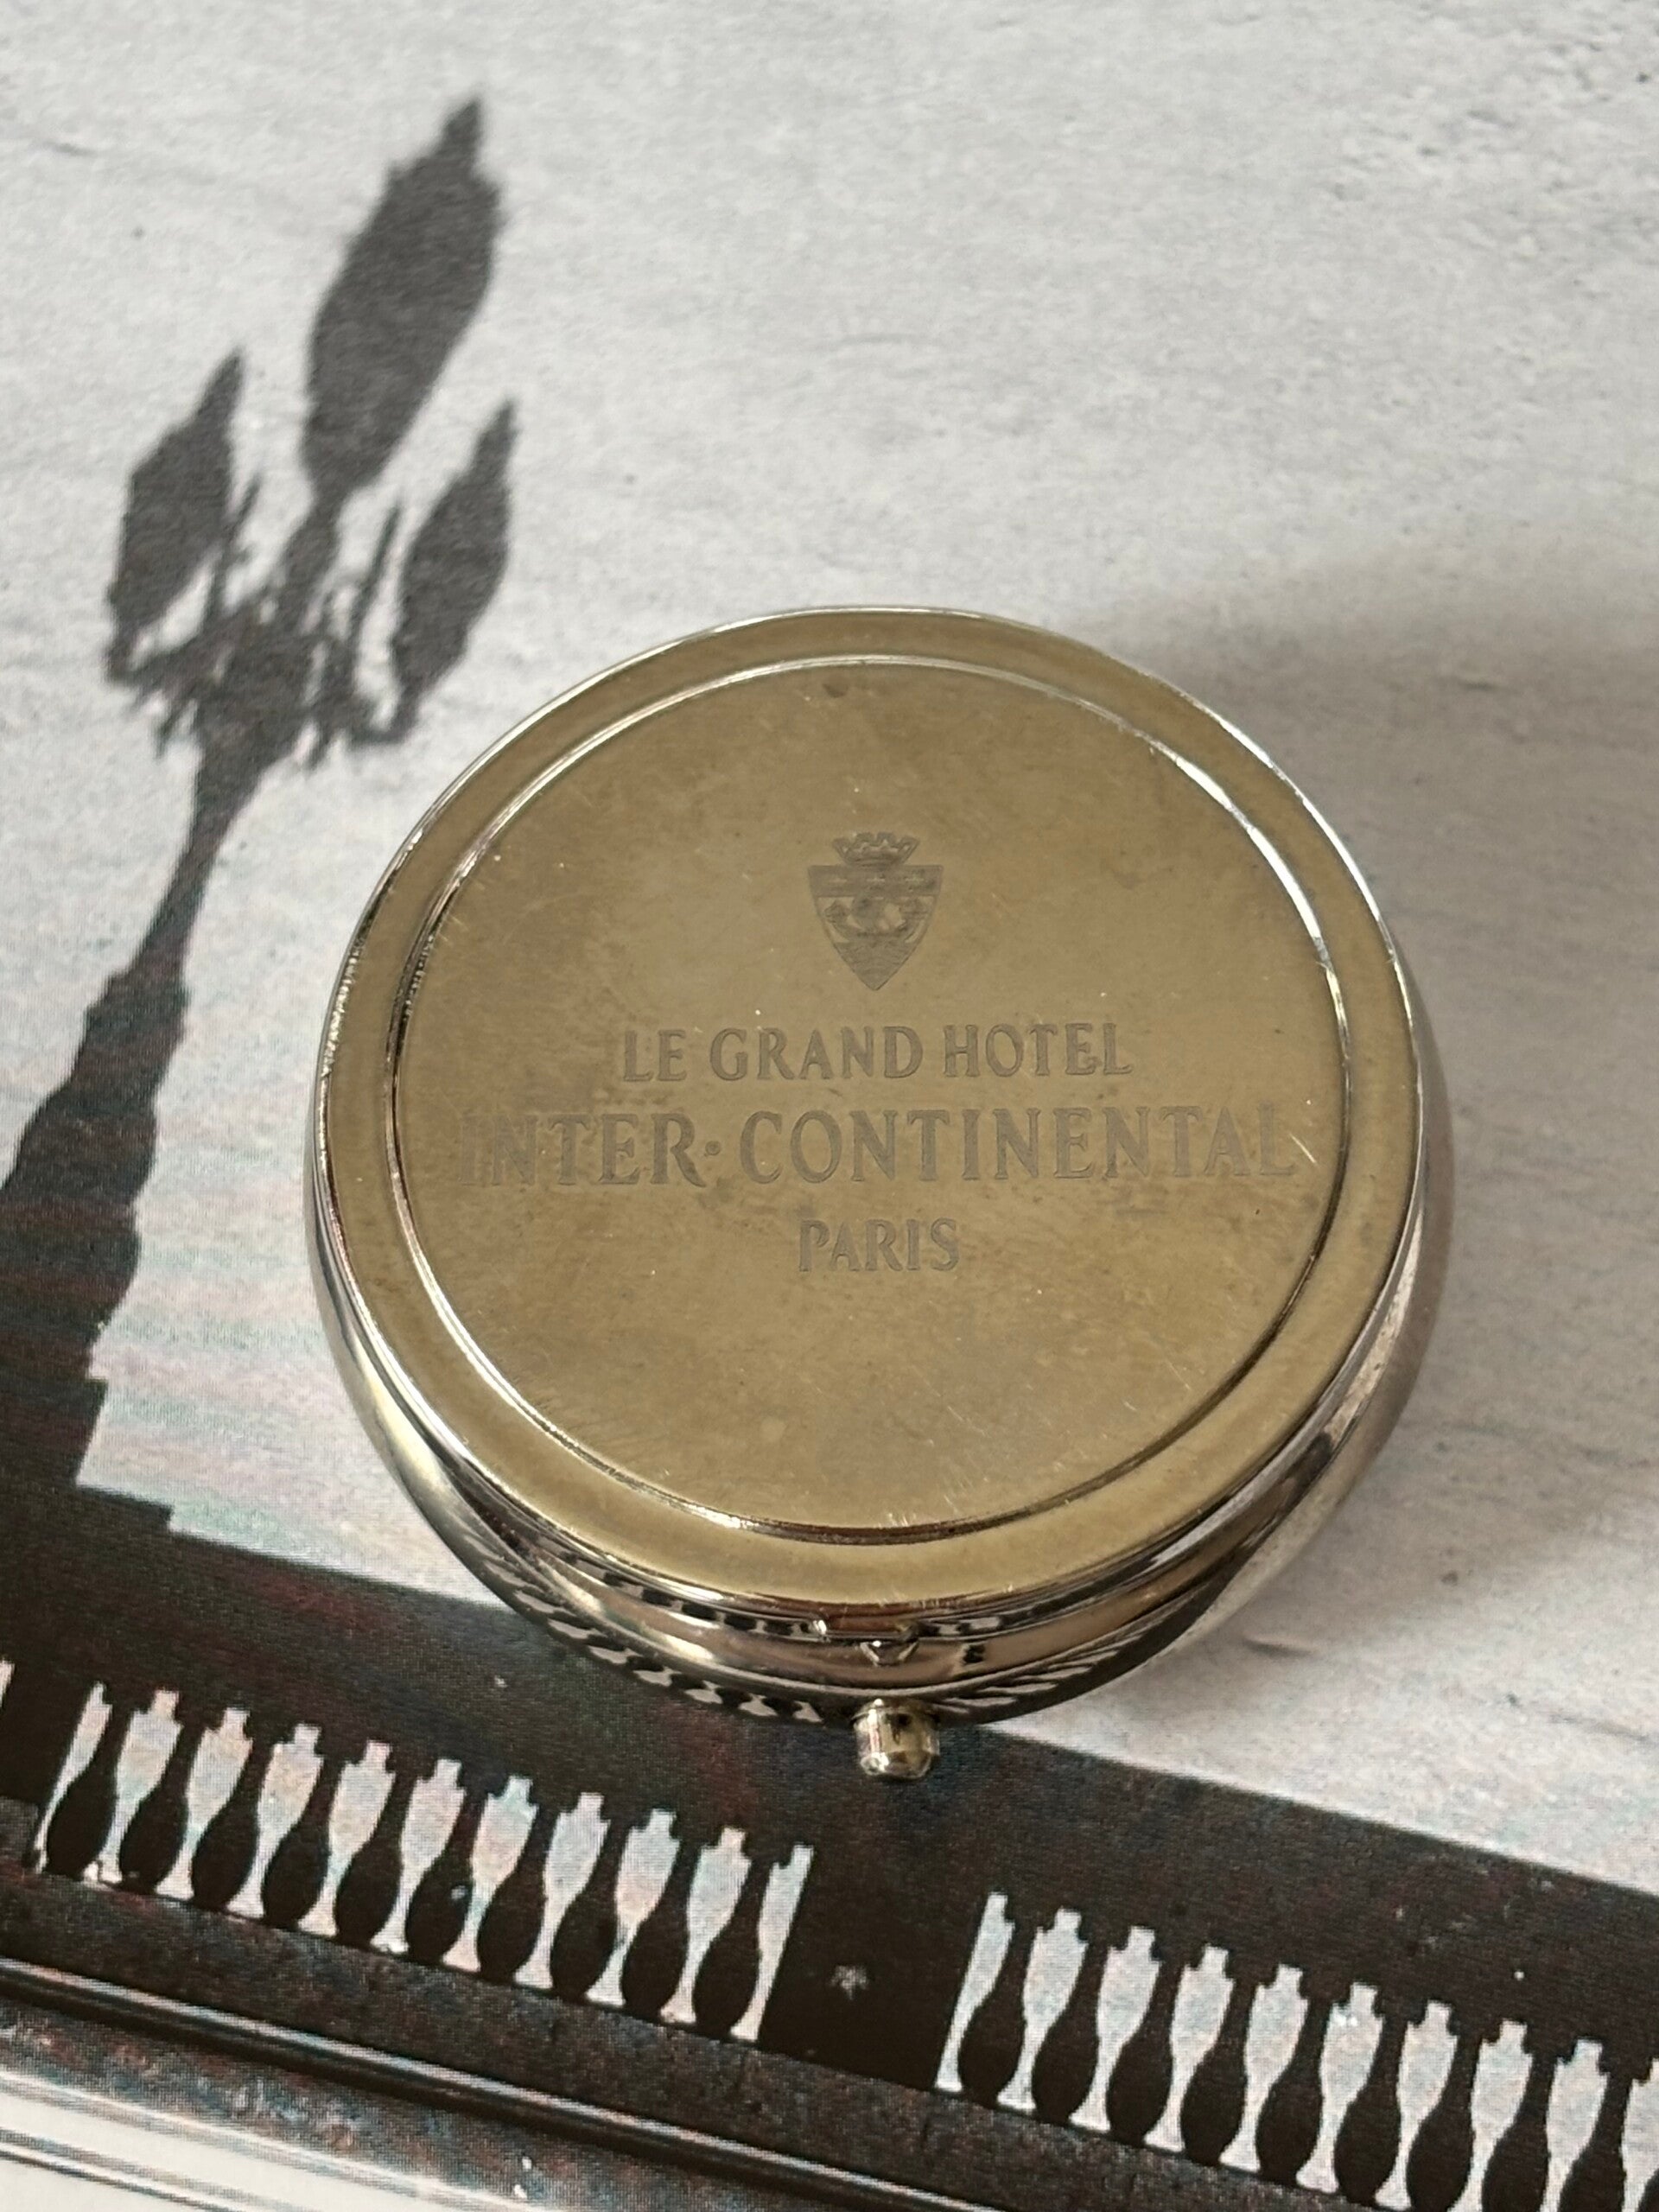 LE GRAND HOTEL
INTER·CONTINENTAL
PARIS